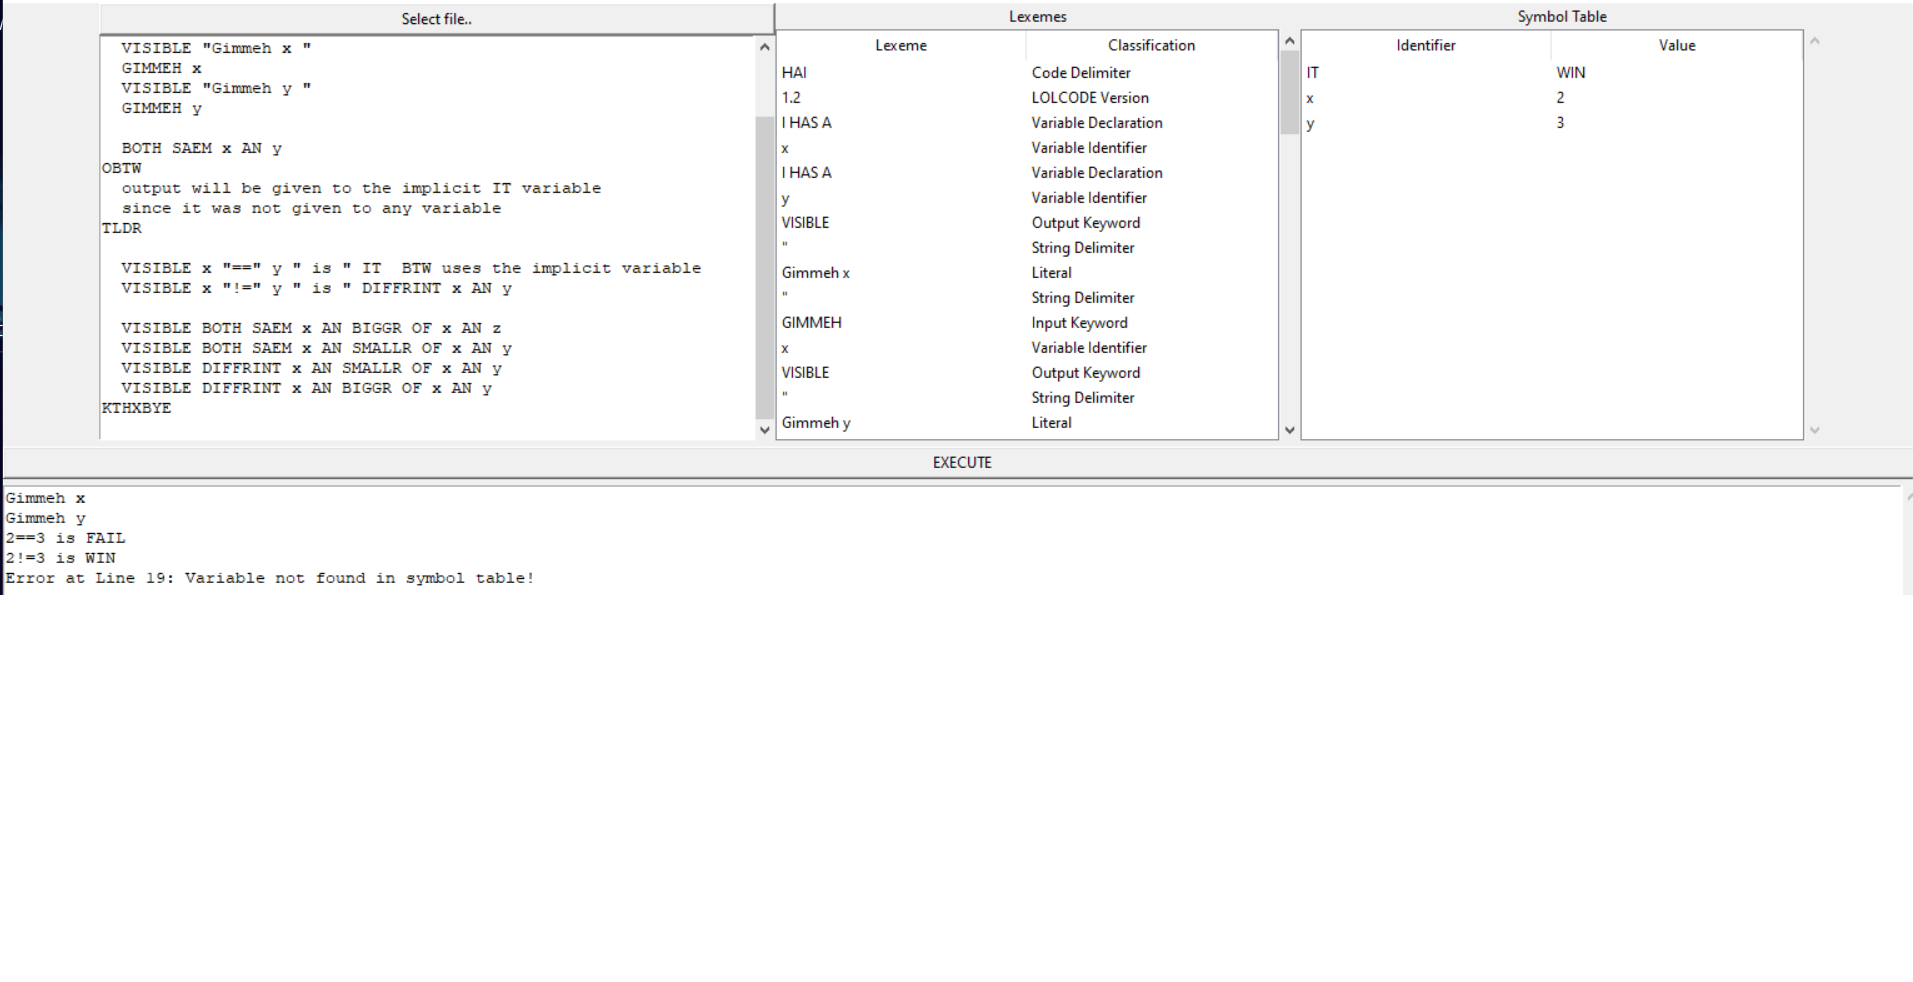 Select file..
VISIBLE "Gimmeh x "
GIMMEH x
VISIBLE "Gimmeh y "
GIMMEH y
BOTH SAEM x AN y
OBTW
output will be given to the implicit IT variable
since it was not given to any variable
TLDR
VISIBLE x "==" y " is " IT  BTW uses the implicit variable
VISIBLE x "!=" y " is " DIFFRINT x AN y
VISIBLE BOTH SAEM x AN BIGGR OF x AN z
VISIBLE BOTH SAEM x AN SMALLR OF x AN y
VISIBLE DIFFRINT x AN SMALLR OF x AN y
VISIBLE DIFFRINT x AN BIGGR OF x AN y
KTHXBYE
Lexemes
Lexeme Classification
HAI Code Delimiter
1.2 LOLCODE Version
I HAS A Variable Declaration
x Variable Identifier
I HAS A Variable Declaration
y Variable Identifier
VISIBLE Output Keyword
" String Delimiter
Gimmeh x Literal
" String Delimiter
GIMMEH Input Keyword
x Variable Identifier
VISIBLE Output Keyword
" String Delimiter
Gimmeh y Literal
Symbol Table
Identifier Value
IT WIN
x 2
y 3
EXECUTE
Gimmeh x
Gimmeh y
2==3 is FAIL
2!=3 is WIN
Error at Line 19: Variable not found in symbol table!